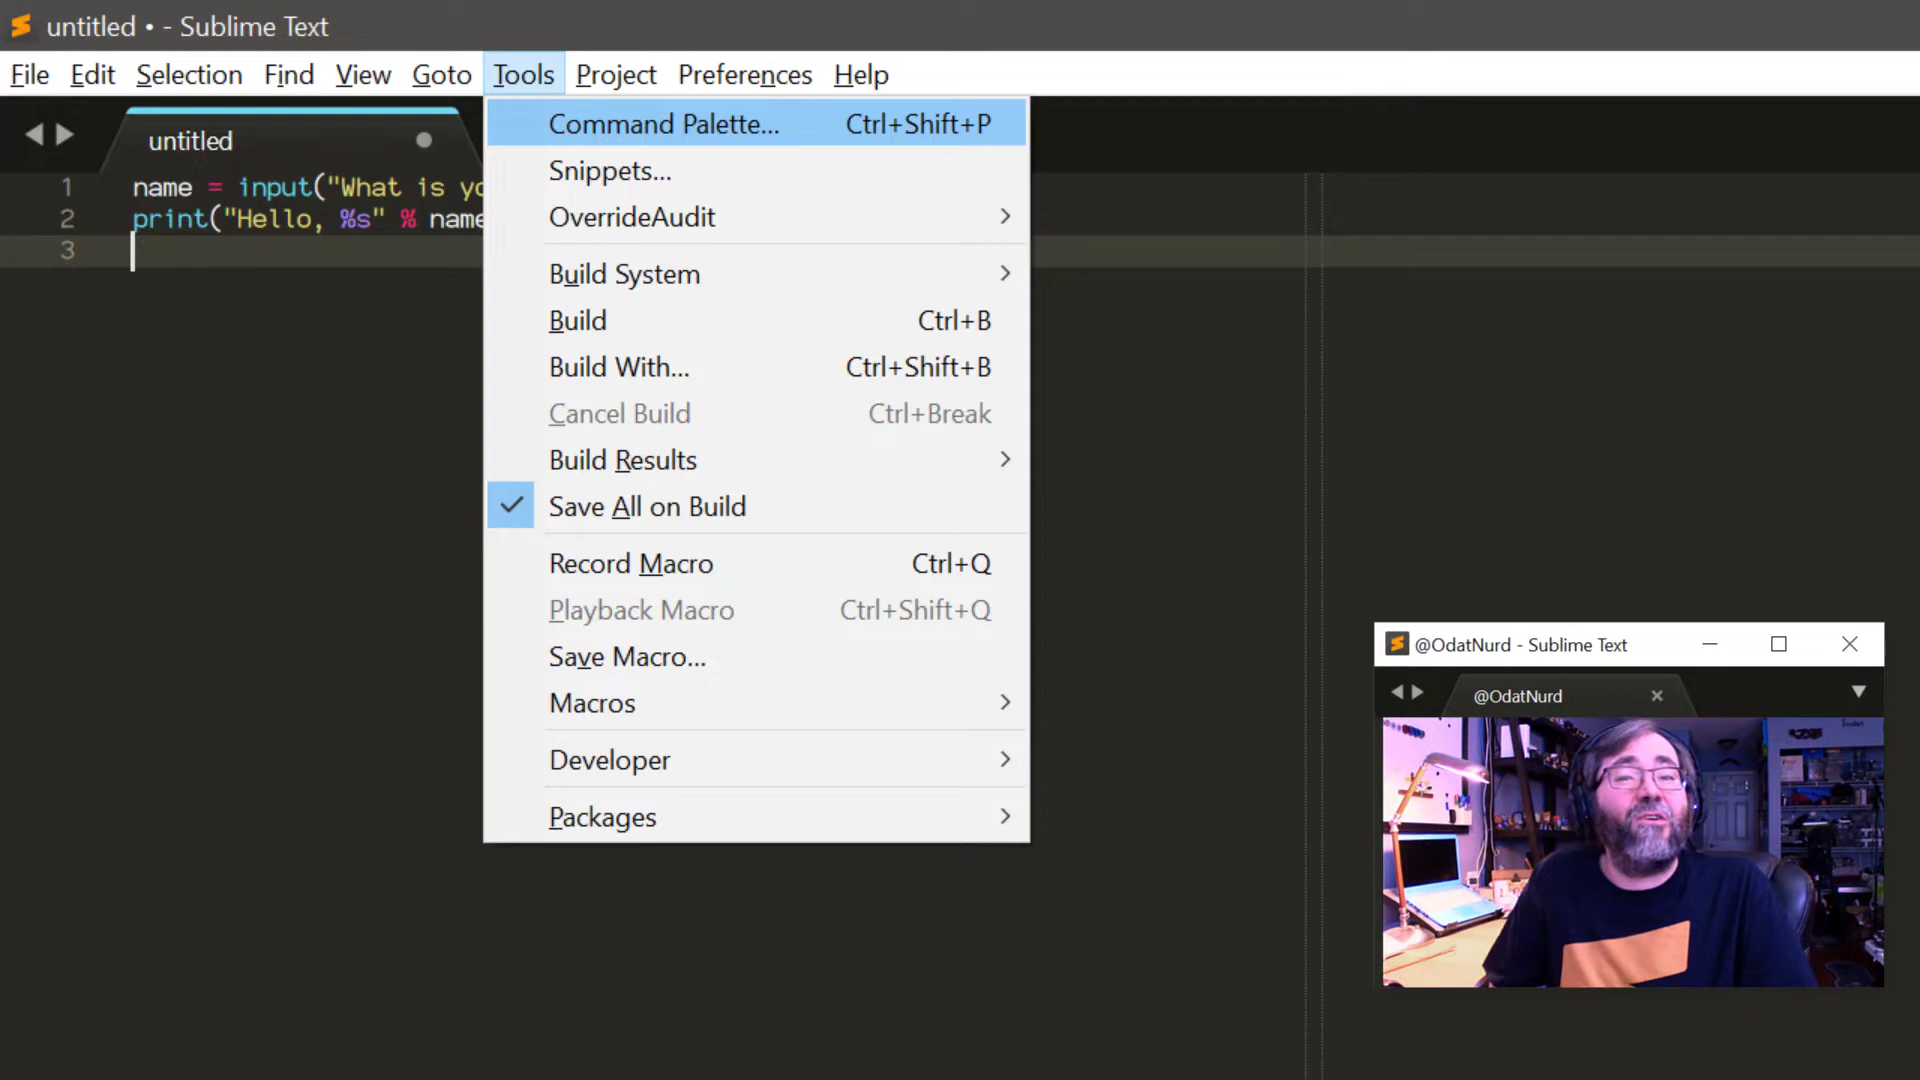 untitled • - Sublime Text
File Edit Selection Find View Goto Tools Project Preferences Help
untitled
1 name = input("What is yo
2 print("Hello, %s" % name
3
Command Palette... Ctrl+Shift+P
Snippets...
OverrideAudit
Build System
Build Ctrl+B
Build With... Ctrl+Shift+B
Cancel Build Ctrl+Break
Build Results
Save All on Build
Record Macro Ctrl+Q
Playback Macro Ctrl+Shift+Q
Save Macro...
Macros
Developer
Packages
@OdatNurd - Sublime Text
@OdatNurd